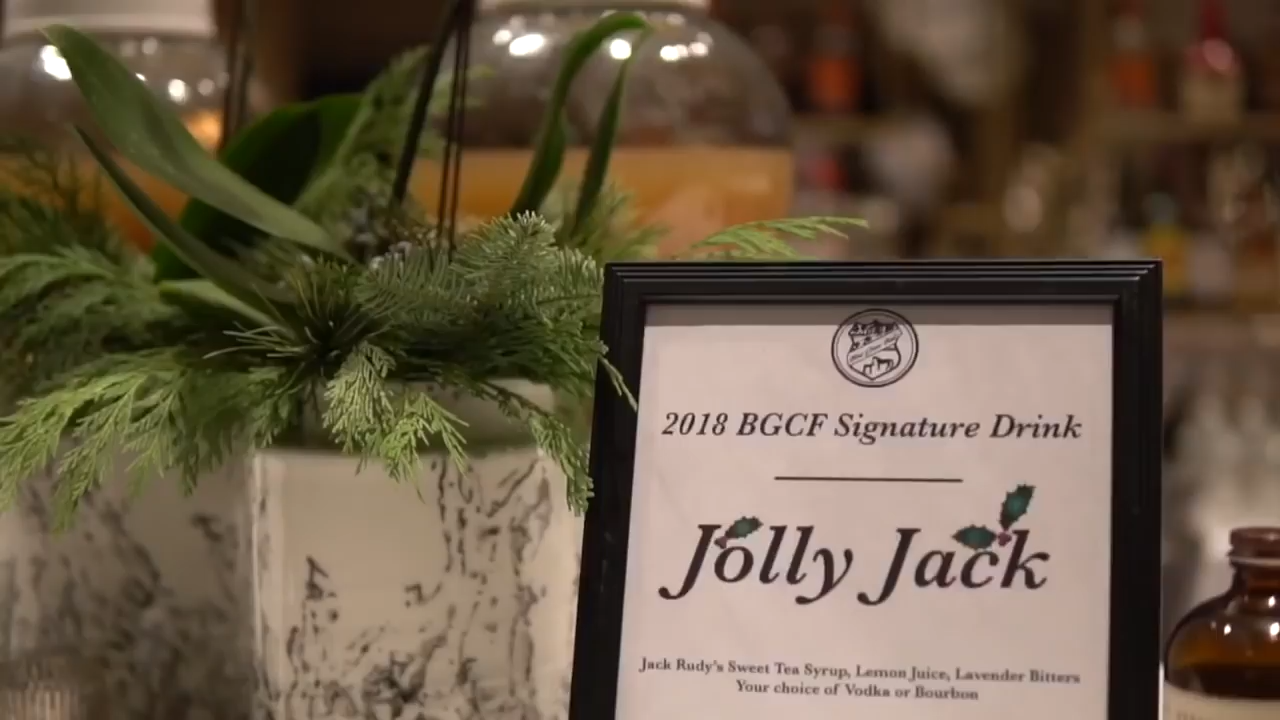 2018 BGCF Signature Drink
Jolly Jack
Jack Rudy's Sweet Tea Syrup, Lemon Juice, Lavender Bitters
Your choice of Vodka or Bourbon